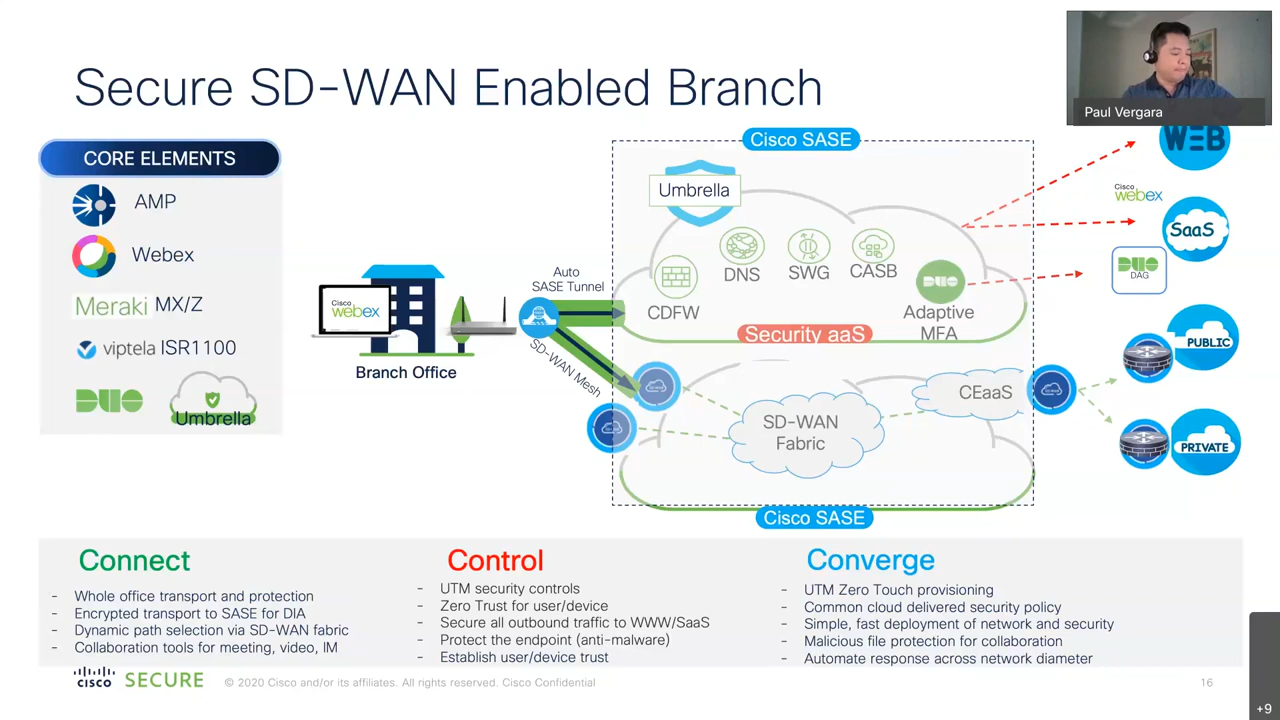 Secure SD-WAN Enabled Branch
Paul Vergara
CORE ELEMENTS
AMP
Webex
Meraki MX/Z
viptela ISR1100
DUO
Umbrella
Cisco
webex
Branch Office
Auto
SASE Tunnel
SD-WAN Mesh
Cisco SASE
Umbrella
CDFW
DNS
SWG
CASB
DUO
Adaptive
MFA
Security aaS
SD-WAN
Fabric
CEaaS
Cisco SASE
WEB
Cisco
webex
SaaS
DUO
DAG
PUBLIC
PRIVATE
Connect
- Whole office transport and protection
- Encrypted transport to SASE for DIA
- Dynamic path selection via SD-WAN fabric
- Collaboration tools for meeting, video, IM
Control
- UTM security controls
- Zero Trust for user/device
- Secure all outbound traffic to WWW/SaaS
- Protect the endpoint (anti-malware)
- Establish user/device trust
Converge
- UTM Zero Touch provisioning
- Common cloud delivered security policy
- Simple, fast deployment of network and security
- Malicious file protection for collaboration
- Automate response across network diameter
cisco SECURE
© 2020 Cisco and/or its affiliates. All rights reserved. Cisco Confidential
16
+9